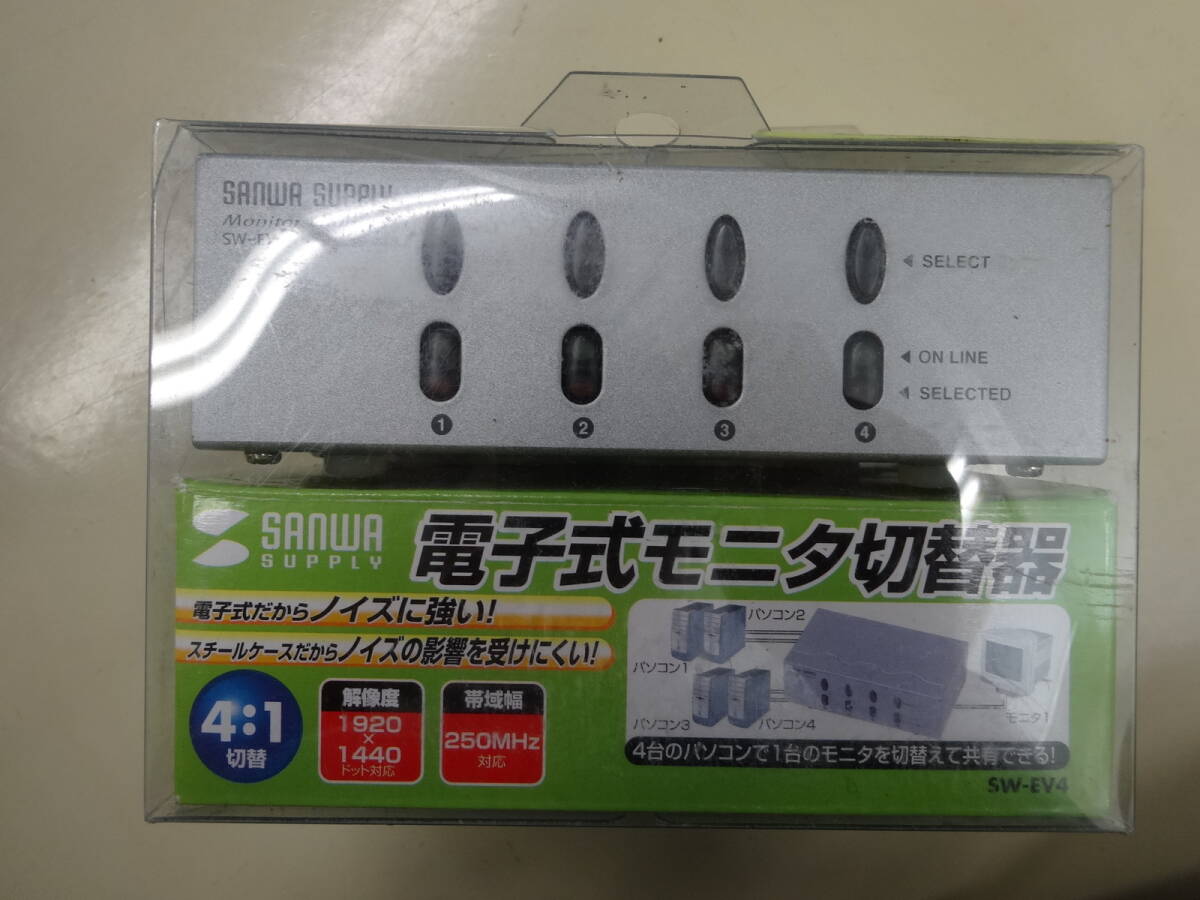 SANWA SUPPLY
Monitor
SW-EV
◀ SELECT
◀ ON LINE
◀ SELECTED
1 2 3 4
SANWA
SUPPLY
電子式モニタ切替器
電子式だからノイズに強い!
スチールケースだからノイズの影響を受けにくい!
4:1
切替
解像度
1920
×
1440
ドット対応
帯域幅
250MHz
対応
パソコン2
パソコン1
パソコン3
パソコン4
モニタ1
4台のパソコンで1台のモニタを切替えて共有できる!
SW-EV4